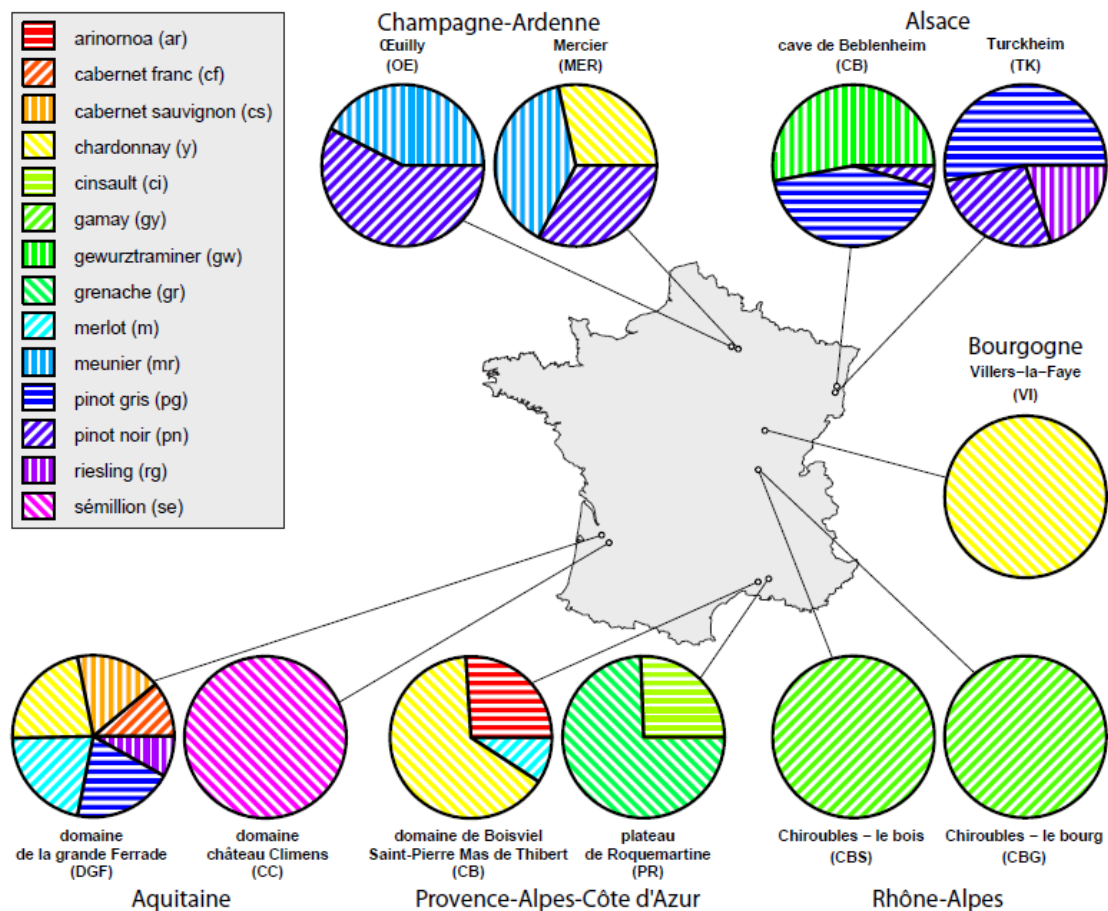 arinornoa (ar)
cabernet franc (cf)
cabernet sauvignon (cs)
chardonnay (y)
cinsault (ci)
gamay (gy)
gewurztraminer (gw)
grenache (gr)
merlot (m)
meunier (mr)
pinot gris (pg)
pinot noir (pn)
riesling (rg)
sémillion (se)
Champagne-Ardenne
Œuilly
(OE)
Mercier
(MER)
Alsace
cave de Beblenheim
(CB)
Turckheim
(TK)
Bourgogne
Villers-la-Faye
(VI)
domaine
de la grande Ferrade
(DGF)
domaine
château Climens
(CC)
Aquitaine
domaine de Boisviel
Saint-Pierre Mas de Thibert
(CB)
plateau
de Roquemartine
(PR)
Provence-Alpes-Côte d'Azur
Chiroubles – le bois
(CBS)
Chiroubles – le bourg
(CBG)
Rhône-Alpes